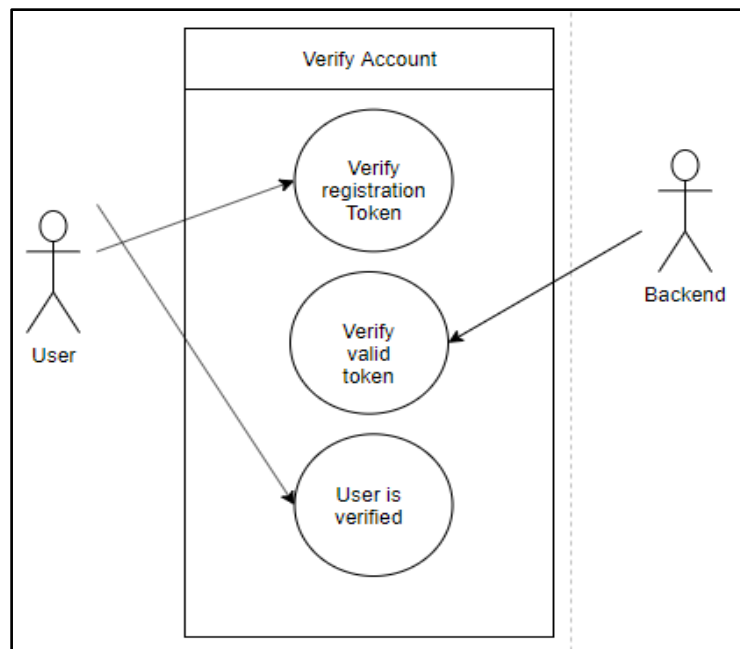 Verify Account
Verify
registration
Token
User
Verify
valid
token
Backend
User is
verified